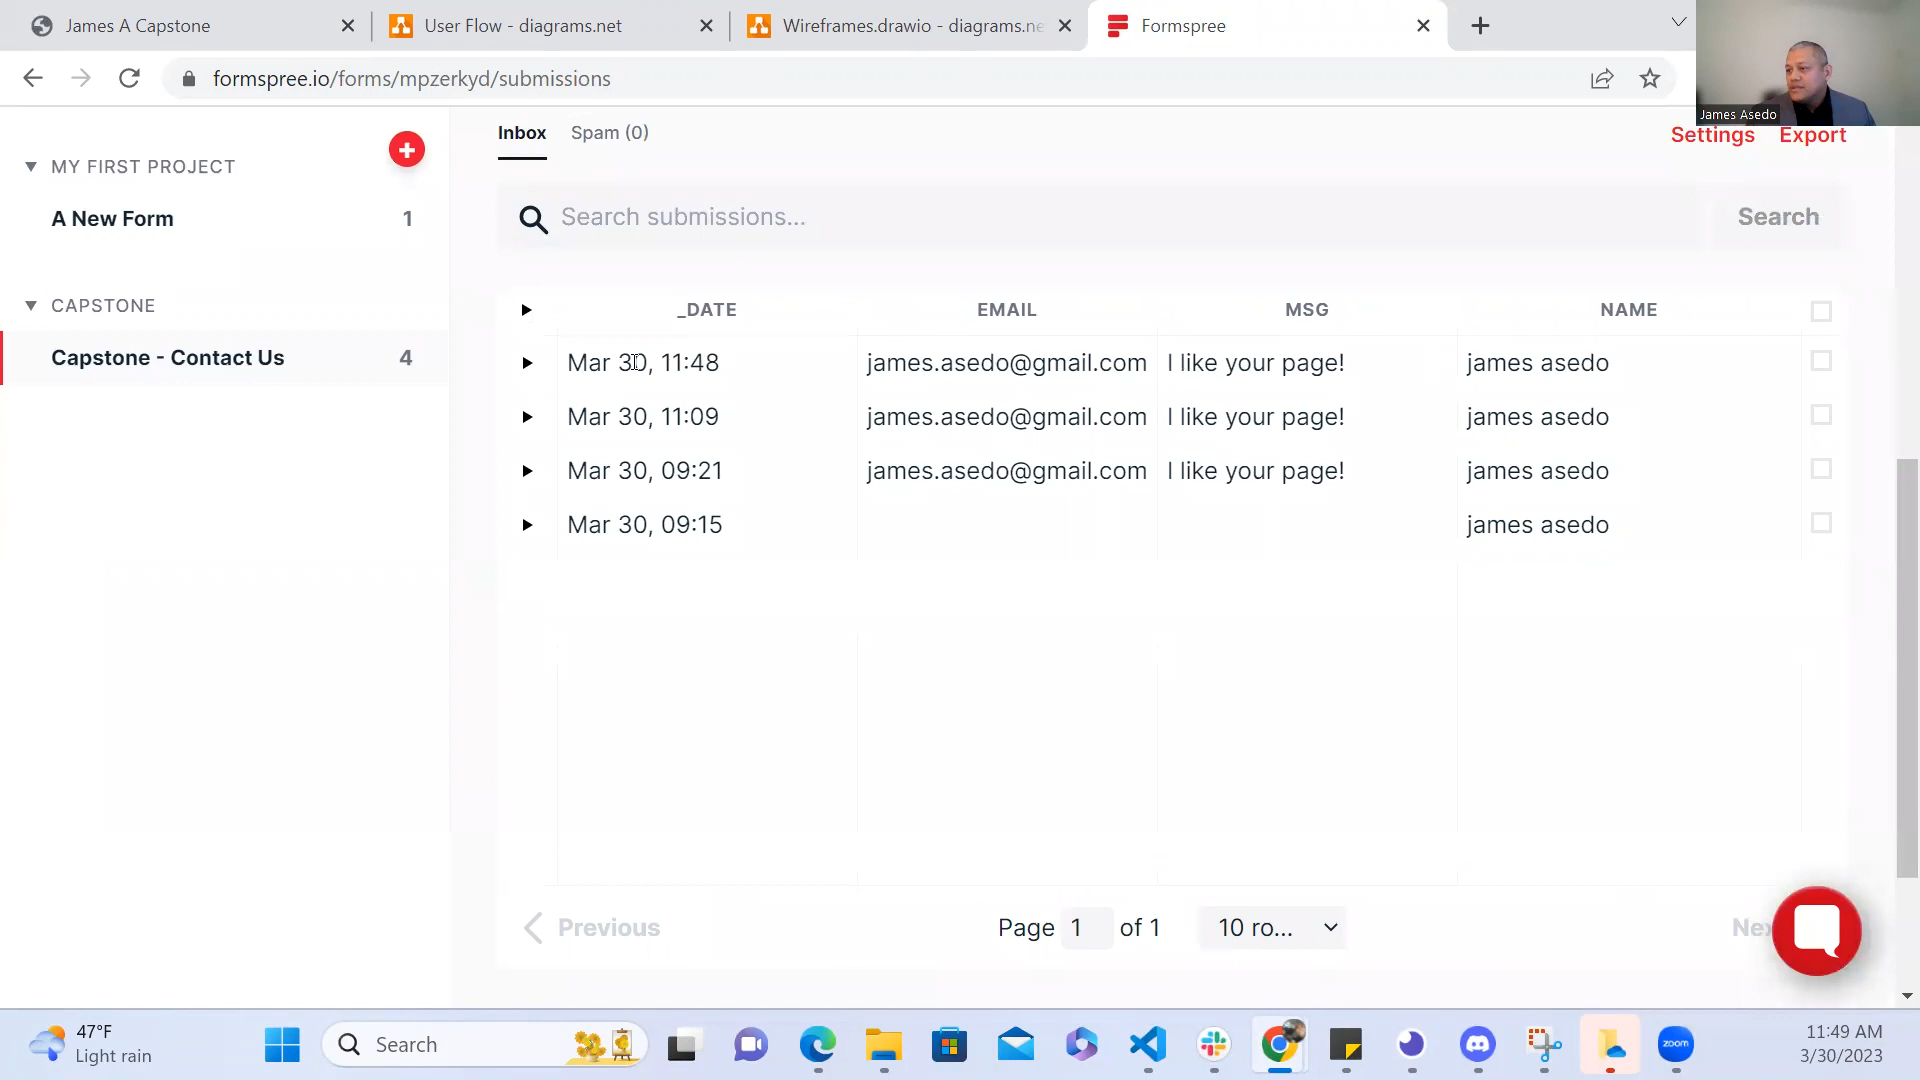 James A Capstone
User Flow - diagrams.net
Wireframes.drawio - diagrams.ne
Formspree
formspree.io/forms/mpzerkyd/submissions
James Asedo
Inbox
Spam (0)
Settings
Export
MY FIRST PROJECT
A New Form 1
CAPSTONE
Capstone - Contact Us 4
Search submissions...
Search
_DATE EMAIL MSG NAME
Mar 30, 11:48 james.asedo@gmail.com I like your page! james asedo
Mar 30, 11:09 james.asedo@gmail.com I like your page! james asedo
Mar 30, 09:21 james.asedo@gmail.com I like your page! james asedo
Mar 30, 09:15 james asedo
Previous
Page 1 of 1
10 ro...
Nex
47°F
Light rain
Search
zoom
11:49 AM
3/30/2023